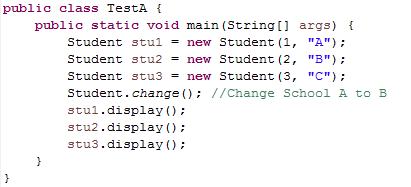 public class TestA {
    public static void main(String[] args) {
        Student stu1 = new Student(1, "A");
        Student stu2 = new Student(2, "B");
        Student stu3 = new Student(3, "C");
        Student.change(); //Change School A to B
        stu1.display();
        stu2.display();
        stu3.display();
    }
}